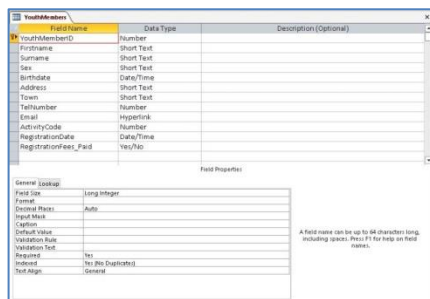 YouthMembers
Field Name Data Type Description (Optional)
YouthMemberID Number
Firstname Short Text
Surname Short Text
Sex Short Text
Birthdate Date/Time
Address Short Text
Town Short Text
TelNumber Number
Email Hyperlink
ActivityCode Number
RegistrationDate Date/Time
RegistrationFees_Paid Yes/No
Field Properties
General Lookup
Field Size Long Integer
Format
Decimal Places Auto
Input Mask
Caption
Default Value
Validation Rule
Validation Text
Required Yes
Indexed Yes (No Duplicates)
Text Align General
A field name can be up to 64 characters long,
including spaces. Press F1 for help on field
names.